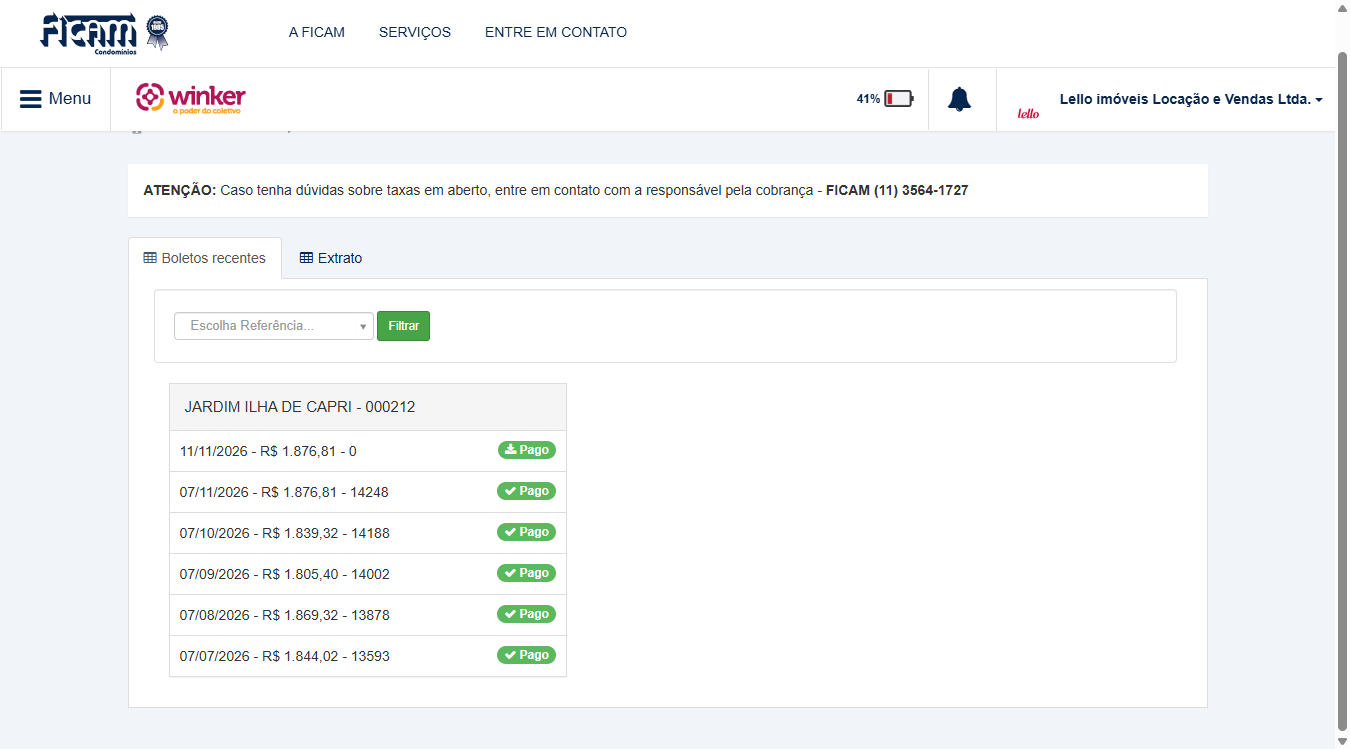 FICAM
Condomínios
1985
A FICAM
SERVIÇOS
ENTRE EM CONTATO
Menu
winker
o poder do coletivo
41%
lello
Lello imóveis Locação e Vendas Ltda.
ATENÇÃO: Caso tenha dúvidas sobre taxas em aberto, entre em contato com a responsável pela cobrança - FICAM (11) 3564-1727
Boletos recentes
Extrato
Escolha Referência...
Filtrar
JARDIM ILHA DE CAPRI - 000212
11/11/2026 - R$ 1.876,81 - 0 Pago
07/11/2026 - R$ 1.876,81 - 14248 Pago
07/10/2026 - R$ 1.839,32 - 14188 Pago
07/09/2026 - R$ 1.805,40 - 14002 Pago
07/08/2026 - R$ 1.869,32 - 13878 Pago
07/07/2026 - R$ 1.844,02 - 13593 Pago